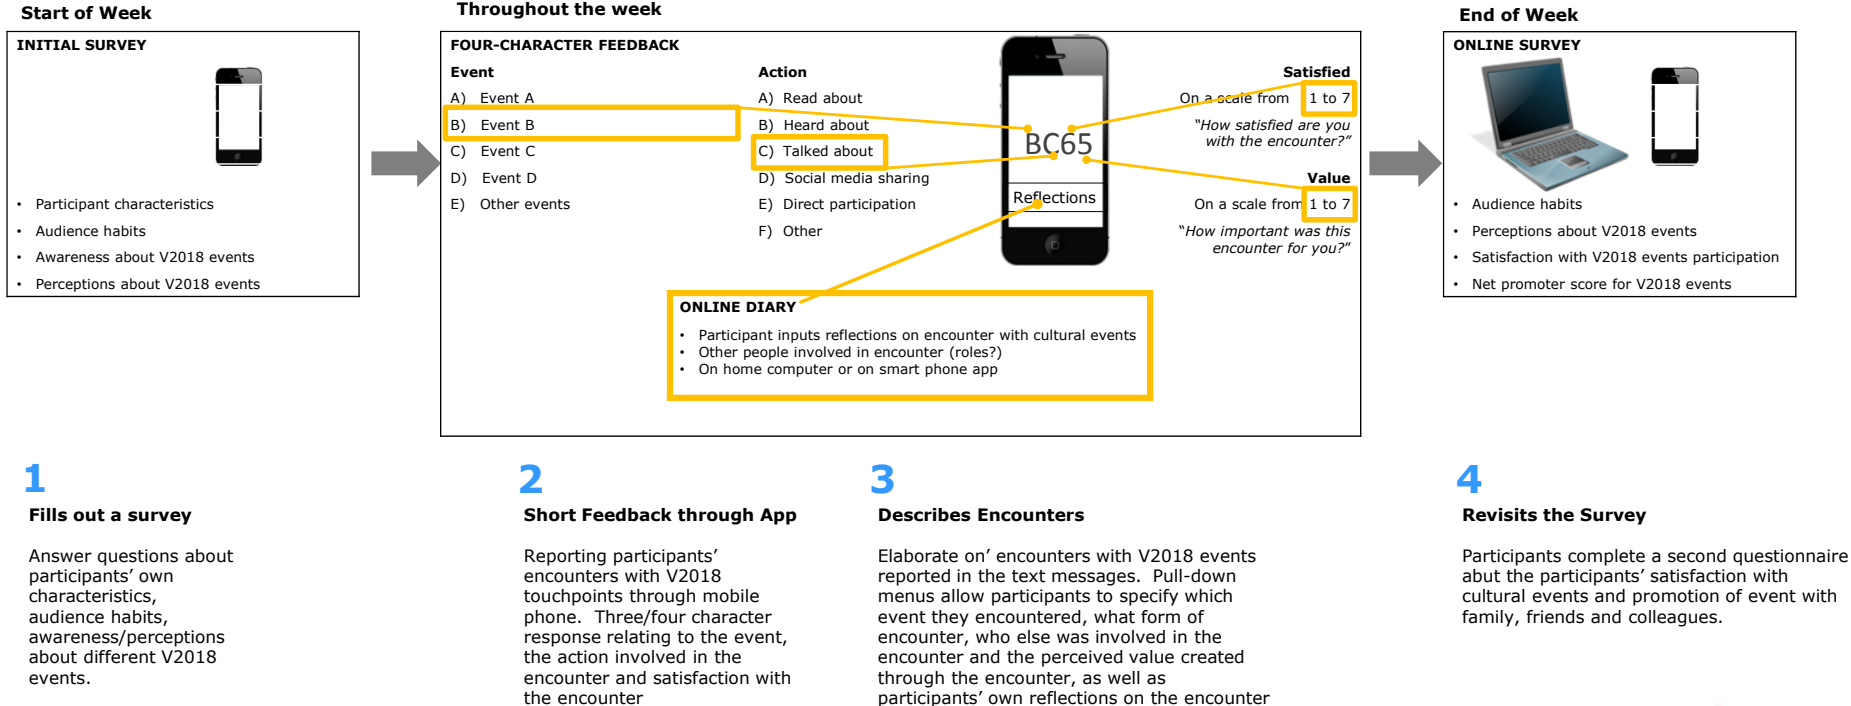 Start of Week
INITIAL SURVEY
• Participant characteristics
• Audience habits
• Awareness about V2018 events
• Perceptions about V2018 events
Throughout the week
FOUR-CHARACTER FEEDBACK
Event
A) Event A
B) Event B
C) Event C
D) Event D
E) Other events
Action
A) Read about
B) Heard about
C) Talked about
D) Social media sharing
E) Direct participation
F) Other
BC65
Reflections
Satisfied
On a scale from 1 to 7
“How satisfied are you
with the encounter?”
Value
On a scale from 1 to 7
“How important was this
encounter for you?”
ONLINE DIARY
• Participant inputs reflections on encounter with cultural events
• Other people involved in encounter (roles?)
• On home computer or on smart phone app
End of Week
ONLINE SURVEY
• Audience habits
• Perceptions about V2018 events
• Satisfaction with V2018 events participation
• Net promoter score for V2018 events
1
Fills out a survey
Answer questions about
participants’ own
characteristics,
audience habits,
awareness/perceptions
about different V2018
events.
2
Short Feedback through App
Reporting participants’
encounters with V2018
touchpoints through mobile
phone. Three/four character
response relating to the event,
the action involved in the
encounter and satisfaction with
the encounter
3
Describes Encounters
Elaborate on’ encounters with V2018 events
reported in the text messages. Pull-down
menus allow participants to specify which
event they encountered, what form of
encounter, who else was involved in the
encounter and the perceived value created
through the encounter, as well as
participants’ own reflections on the encounter
4
Revisits the Survey
Participants complete a second questionnaire
abut the participants’ satisfaction with
cultural events and promotion of event with
family, friends and colleagues.